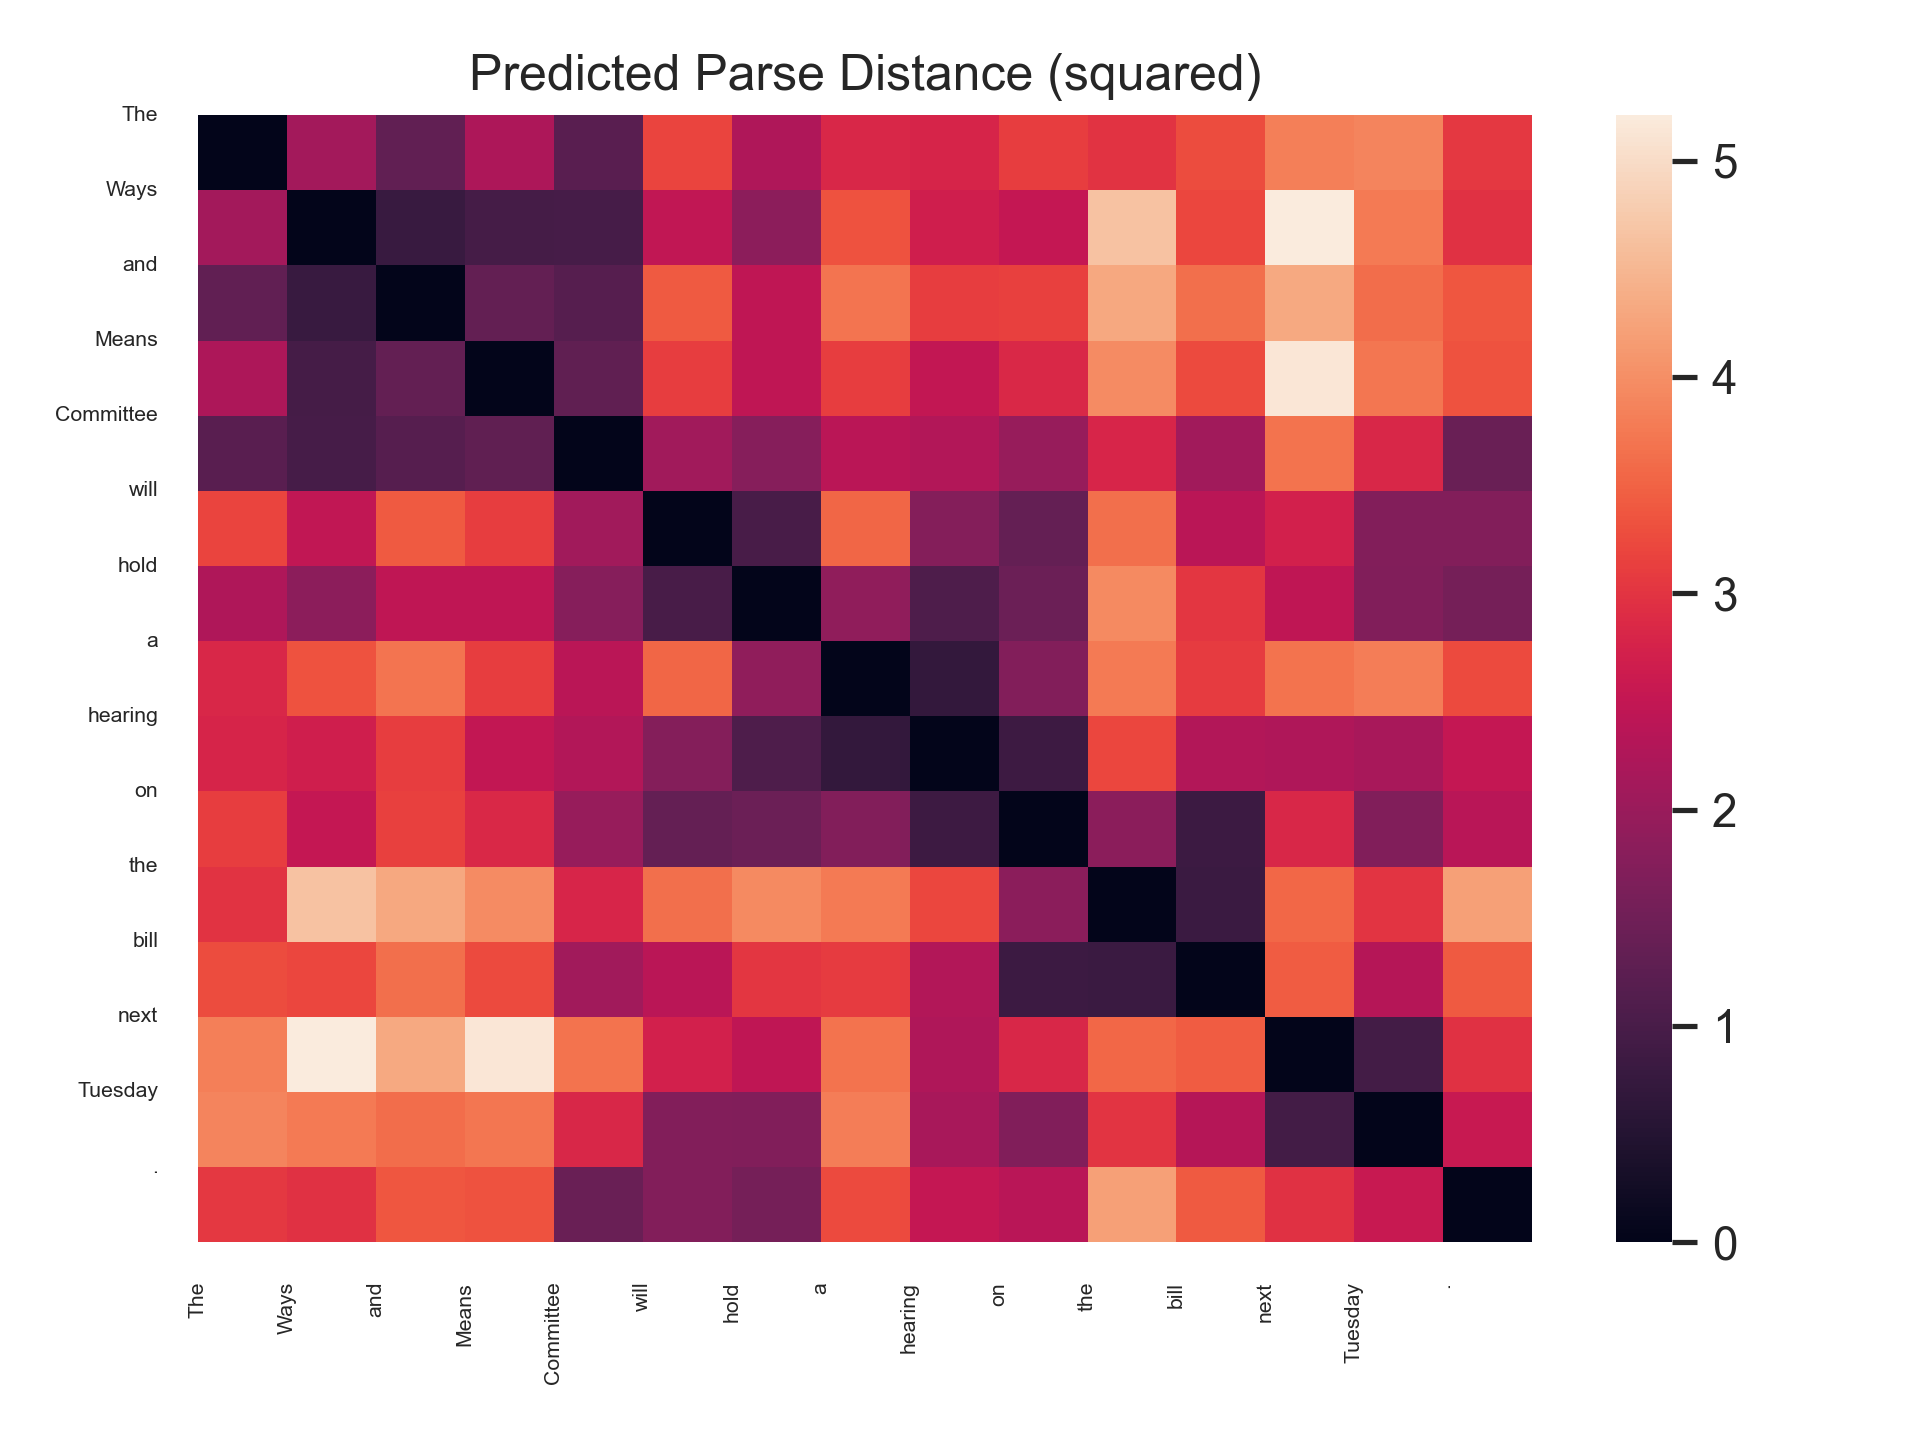 Predicted Parse Distance (squared)
The
Ways
and
Means
Committee
will
hold
a
hearing
on
the
bill
next
Tuesday
.
The
Ways
and
Means
Committee
will
hold
a
hearing
on
the
bill
next
Tuesday
.
5
4
3
2
1
0